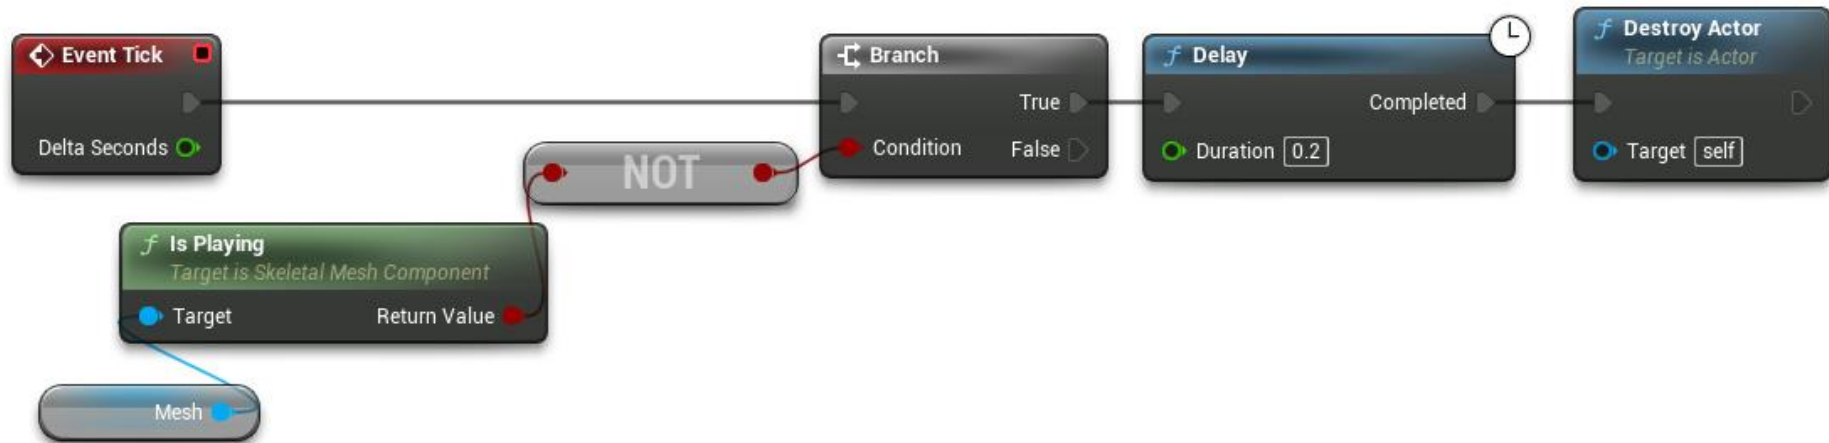 Event Tick
Delta Seconds
Is Playing
Target is Skeletal Mesh Component
Target
Return Value
Mesh
NOT
Branch
True
Condition
False
Delay
Completed
Duration 0.2
Destroy Actor
Target is Actor
Target self